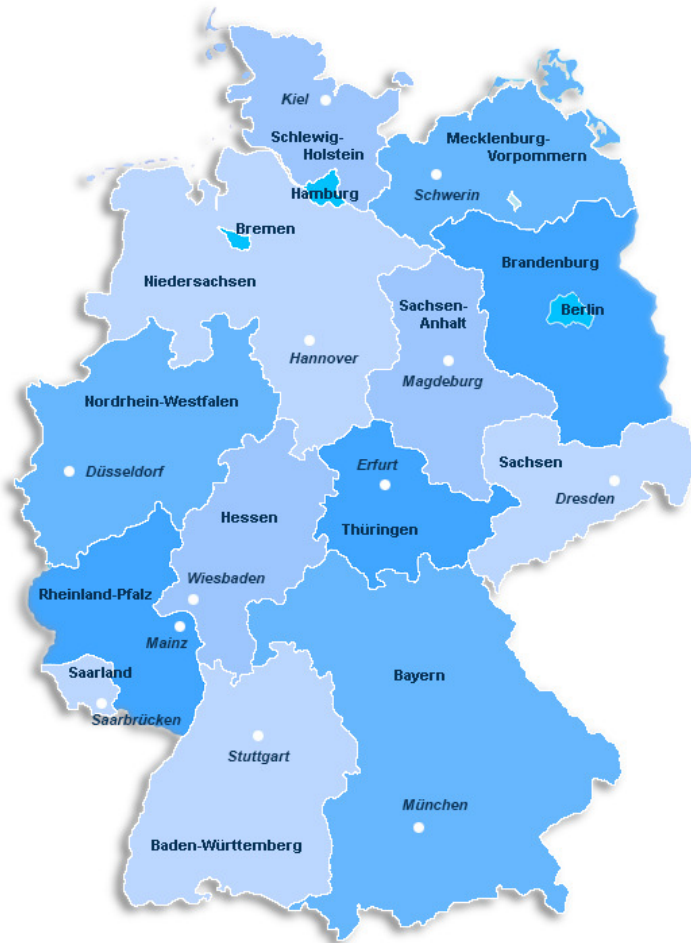 Kiel
Schlewig-
Holstein
Mecklenburg-
Vorpommern
Schwerin
Hamburg
Bremen
Niedersachsen
Brandenburg
Berlin
Sachsen-
Anhalt
Hannover
Magdeburg
Nordrhein-Westfalen
Düsseldorf
Erfurt
Sachsen
Dresden
Hessen
Thüringen
Wiesbaden
Rheinland-Pfalz
Mainz
Saarland
Saarbrücken
Bayern
Stuttgart
München
Baden-Württemberg